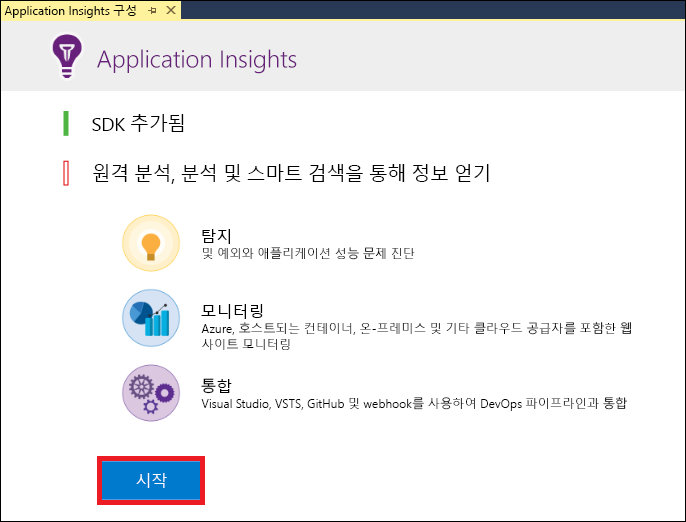 Application Insights 구성
Application Insights
SDK 추가됨
원격 분석, 분석 및 스마트 검색을 통해 정보 얻기
탐지
및 예외와 애플리케이션 성능 문제 진단
모니터링
Azure, 호스트되는 컨테이너, 온-프레미스 및 기타 클라우드 공급자를 포함한 웹
사이트 모니터링
통합
Visual Studio, VSTS, GitHub 및 webhook를 사용하여 DevOps 파이프라인과 통합
시작